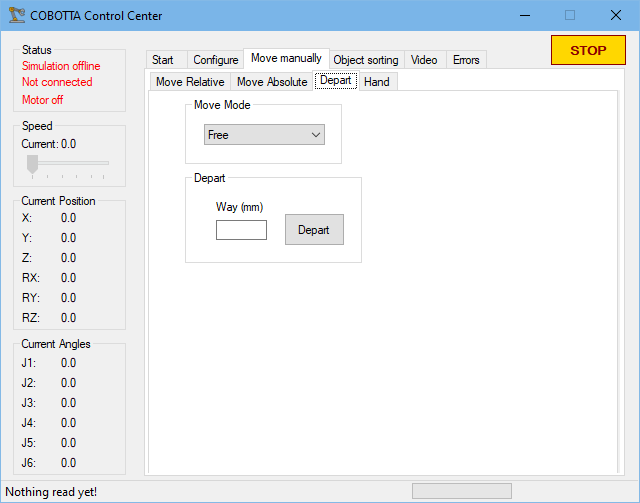 COBOTTA Control Center
Status
Simulation offline
Not connected
Motor off
Speed
Current: 0.0
Current Position
X: 0.0
Y: 0.0
Z: 0.0
RX: 0.0
RY: 0.0
RZ: 0.0
Current Angles
J1: 0.0
J2: 0.0
J3: 0.0
J4: 0.0
J5: 0.0
J6: 0.0
Start Configure Move manually Object sorting Video Errors
STOP
Move Relative Move Absolute Depart Hand
Move Mode
Free
Depart
Way (mm)
Depart
Nothing read yet!